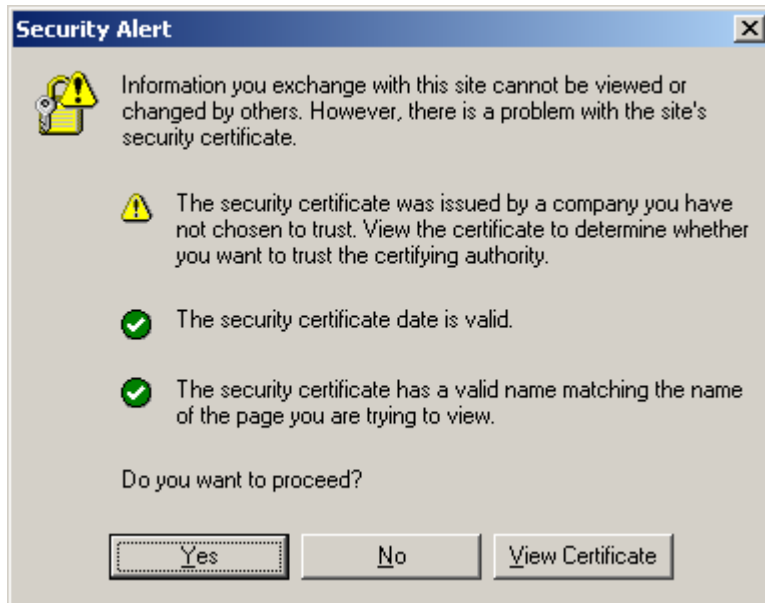 Security Alert
Information you exchange with this site cannot be viewed or
changed by others. However, there is a problem with the site's
security certificate.
The security certificate was issued by a company you have
not chosen to trust. View the certificate to determine whether
you want to trust the certifying authority.
The security certificate date is valid.
The security certificate has a valid name matching the name
of the page you are trying to view.
Do you want to proceed?
Yes No View Certificate